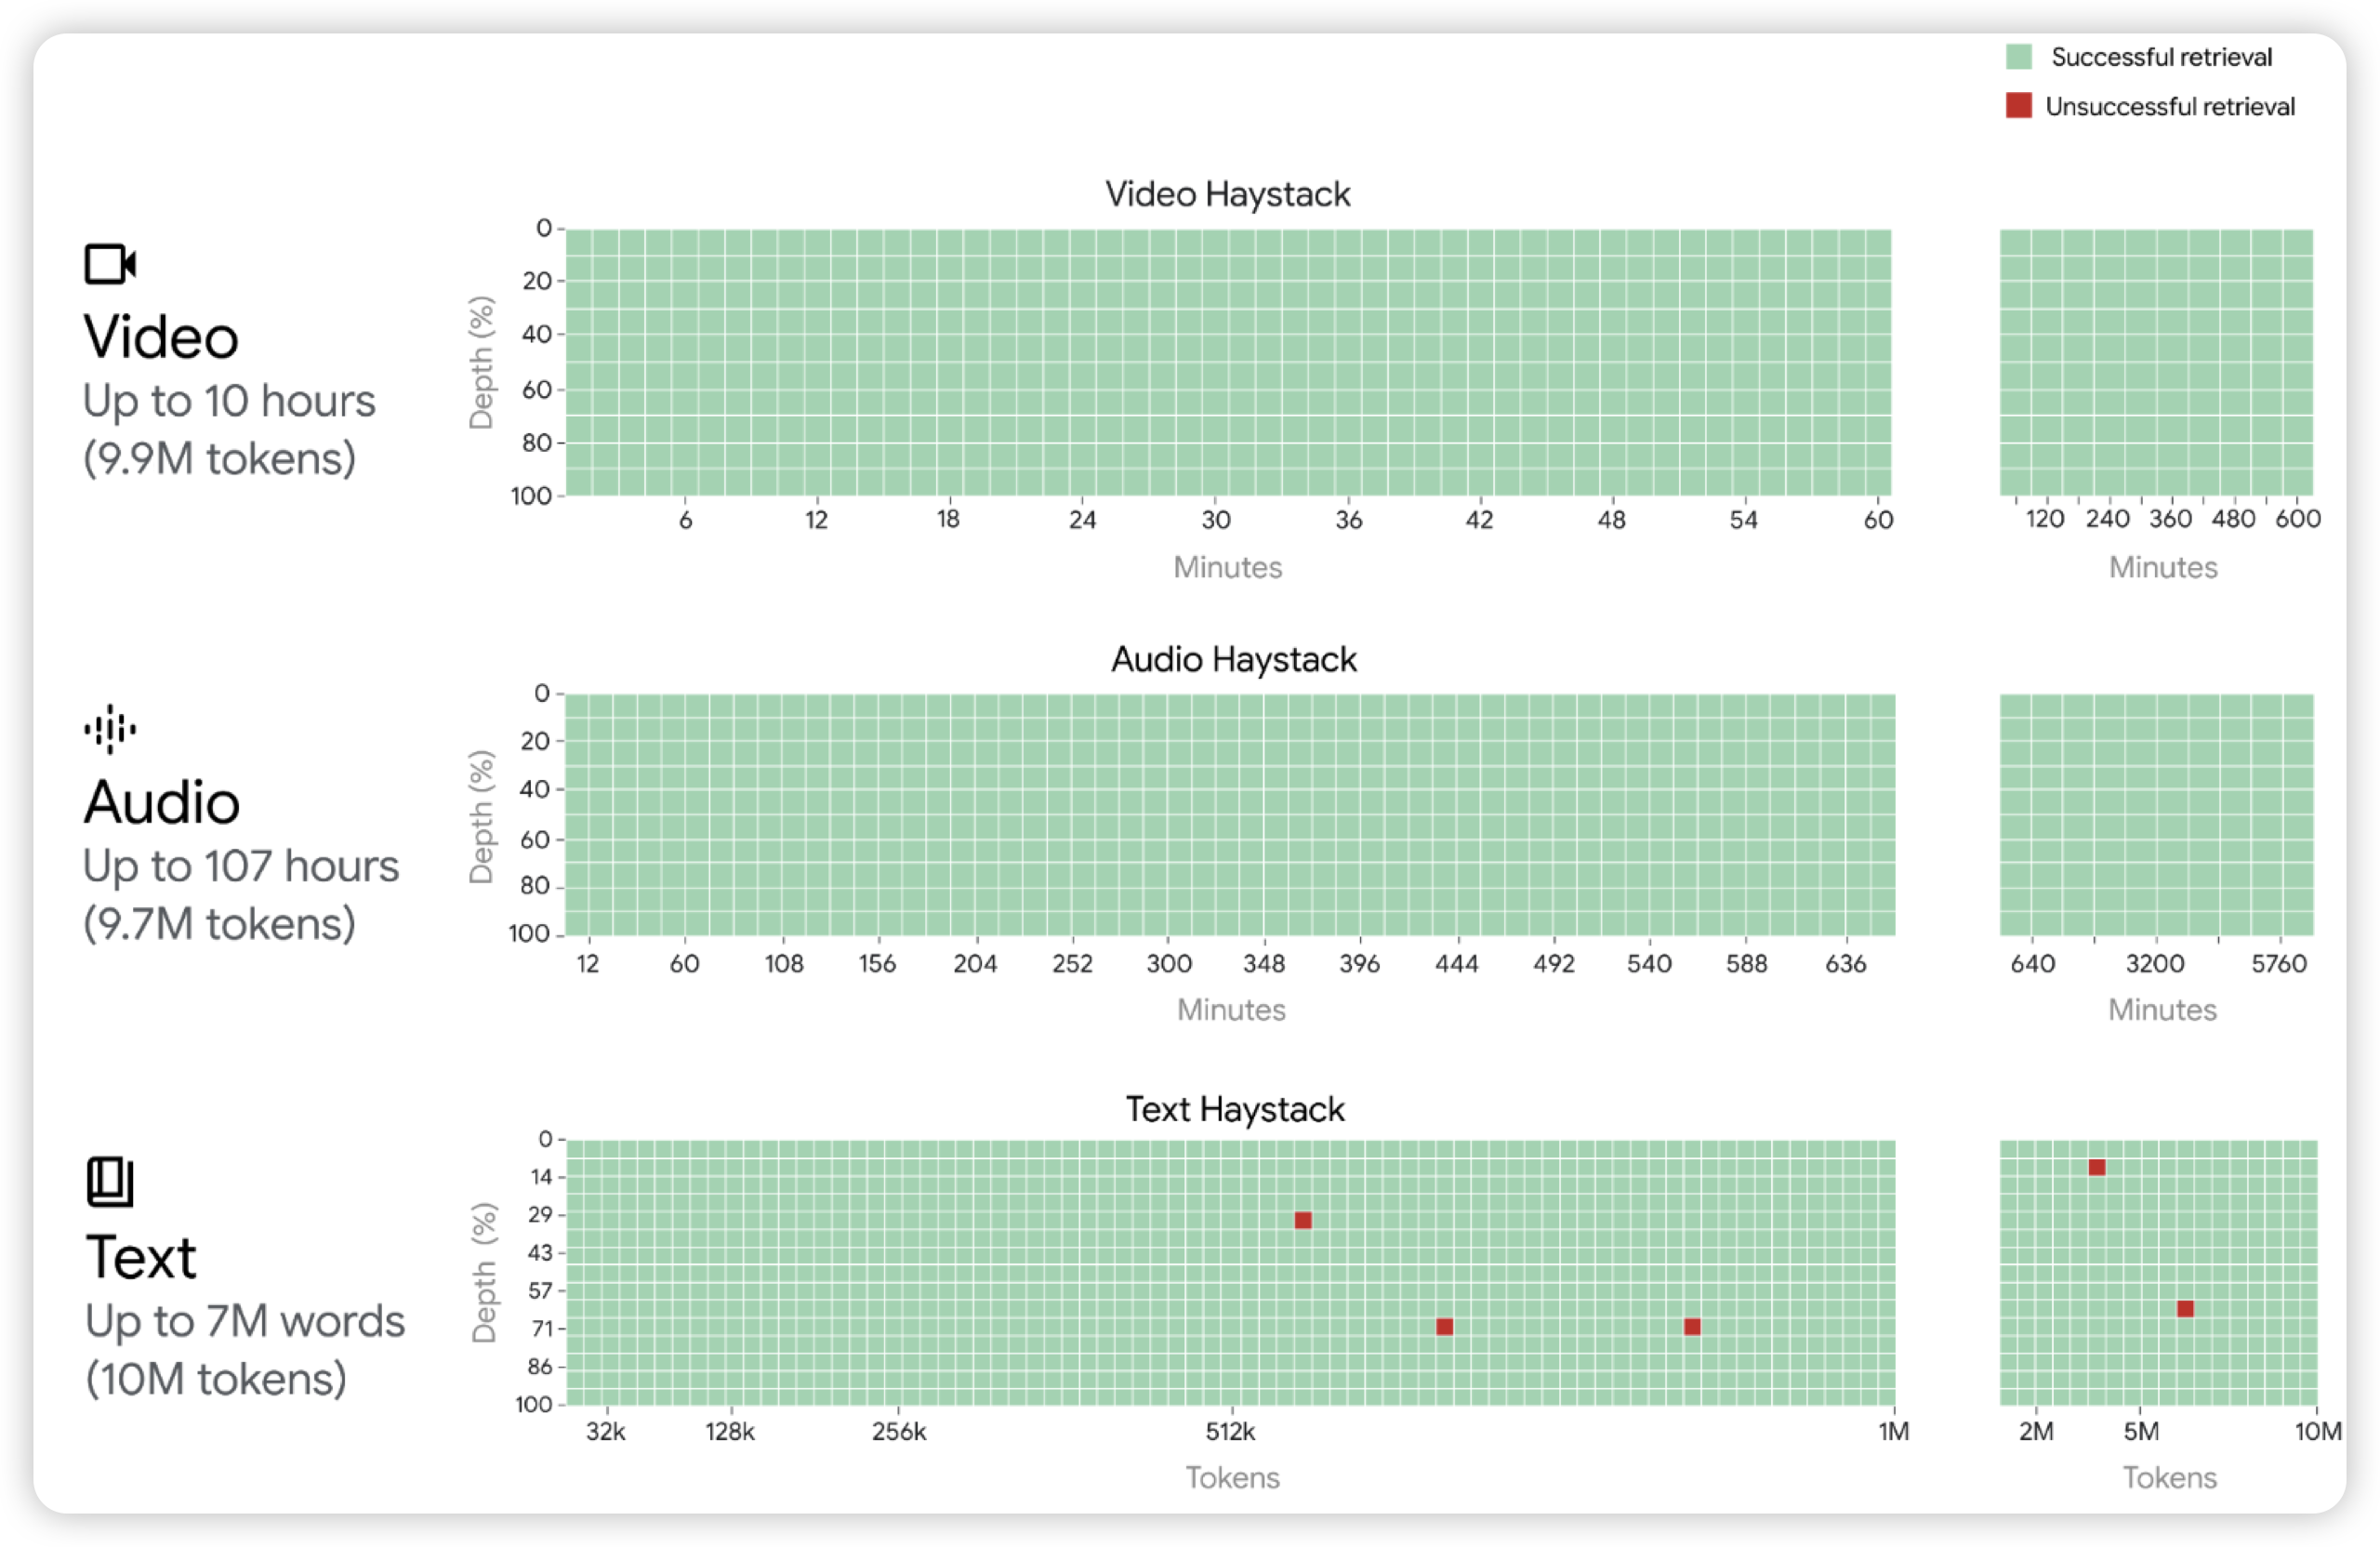 Successful retrieval
Unsuccessful retrieval
Video Haystack
Video
Up to 10 hours
(9.9M tokens)
Depth (%)
0
20
40
60
80
100
6 12 18 24 30 36 42 48 54 60
Minutes
120 240 360 480 600
Minutes
Audio Haystack
Audio
Up to 107 hours
(9.7M tokens)
Depth (%)
0
20
40
60
80
100
12 60 108 156 204 252 300 348 396 444 492 540 588 636
Minutes
640 3200 5760
Minutes
Text Haystack
Text
Up to 7M words
(10M tokens)
Depth (%)
0
14
29
43
57
71
86
100
32k 128k 256k 512k 1M
Tokens
2M 5M 10M
Tokens